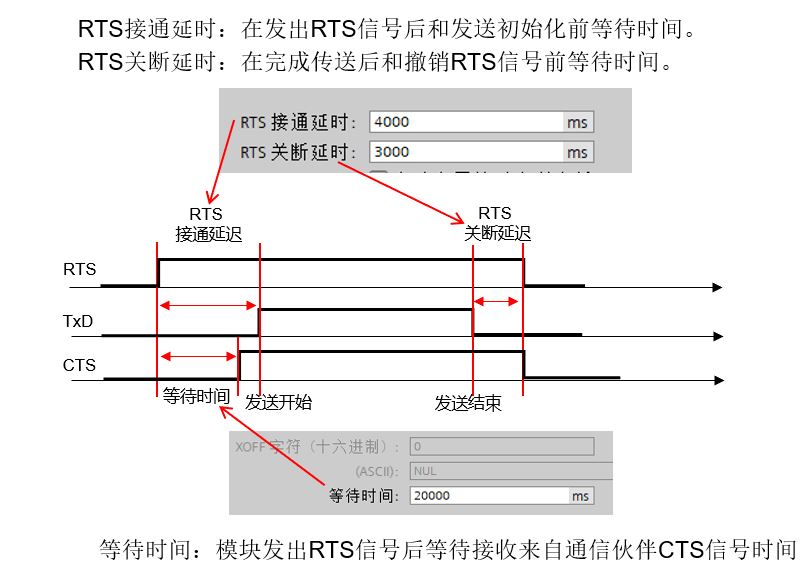 RTS接通延时：在发出RTS信号后和发送初始化前等待时间。
RTS关断延时：在完成传送后和撤销RTS信号前等待时间。
RTS 接通延时： 4000 ms
RTS 关断延时： 3000 ms
RTS
接通延迟
RTS
关断延迟
RTS
TxD
CTS
等待时间
发送开始
发送结束
XOFF 字符（十六进制）： 0
(ASCII)： NUL
等待时间： 20000 ms
等待时间：模块发出RTS信号后等待接收来自通信伙伴CTS信号时间